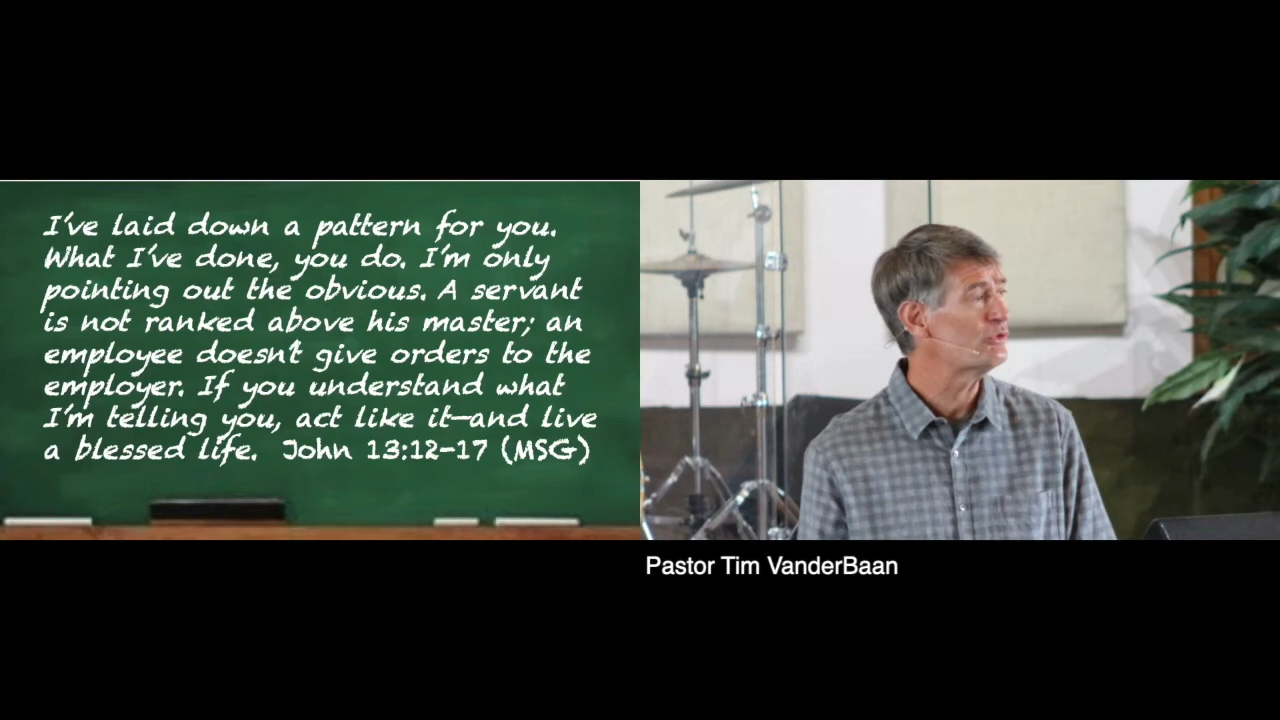 I've laid down a pattern for you.
What I've done, you do. I'm only
pointing out the obvious. A servant
is not ranked above his master; an
employee doesn't give orders to the
employer. If you understand what
I'm telling you, act like it—and live
a blessed life. John 13:12-17 (MSG)
Pastor Tim VanderBaan